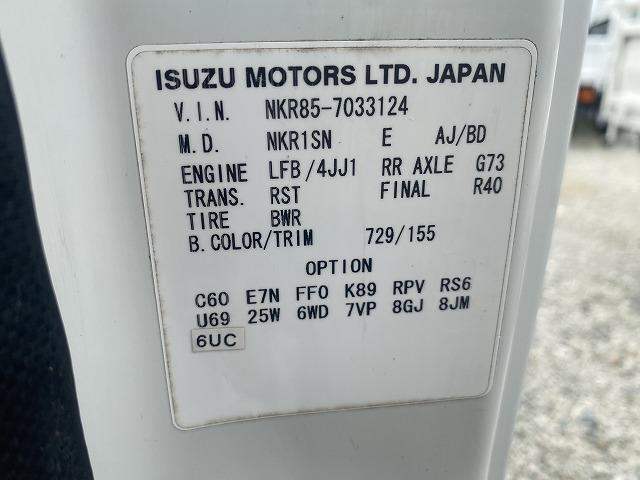 ISUZU MOTORS LTD. JAPAN
V.I.N. NKR85-7033124
M.D. NKR1SN E AJ/BD
ENGINE LFB/4JJ1 RR AXLE G73
TRANS. RST FINAL R40
TIRE BWR
B.COLOR/TRIM 729/155
OPTION
C60 E7N FFO K89 RPV RS6
U69 25W 6WD 7VP 8GJ 8JM
6UC